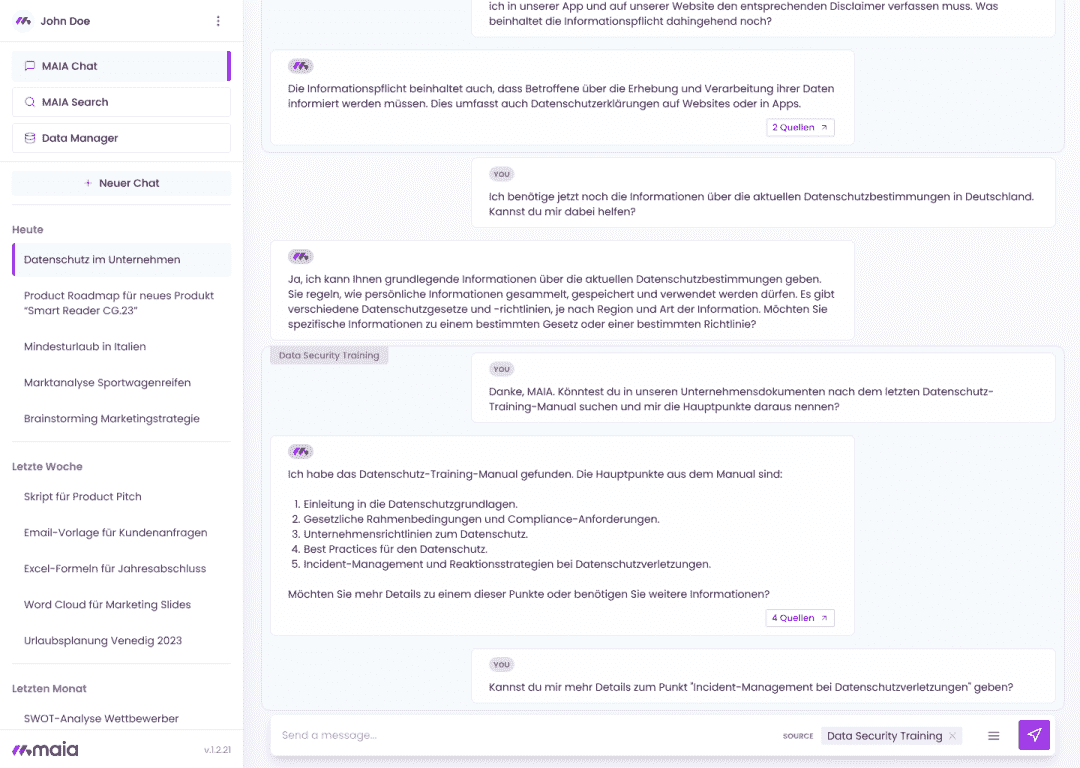 John Doe
MAIA Chat
MAIA Search
Data Manager
+ Neuer Chat
Heute
Datenschutz im Unternehmen
Product Roadmap für neues Produkt
"Smart Reader CG.23"
Mindesturlaub in Italien
Marktanalyse Sportwagenreifen
Brainstorming Marketingstrategie
Letzte Woche
Skript für Product Pitch
Email-Vorlage für Kundenanfragen
Excel-Formeln für Jahresabschluss
Word Cloud für Marketing Slides
Urlaubsplanung Venedig 2023
Letzten Monat
SWOT-Analyse Wettbewerber
maia
v.1.2.21
ich in unserer App und auf unserer Website den entsprechenden Disclaimer verfassen muss. Was
beinhaltet die Informationspflicht dahingehend noch?
Die Informationspflicht beinhaltet auch, dass Betroffene über die Erhebung und Verarbeitung ihrer Daten
informiert werden müssen. Dies umfasst auch Datenschutzerklärungen auf Websites oder in Apps.
2 Quellen
YOU
Ich benötige jetzt noch die Informationen über die aktuellen Datenschutzbestimmungen in Deutschland.
Kannst du mir dabei helfen?
Ja, ich kann Ihnen grundlegende Informationen über die aktuellen Datenschutzbestimmungen geben.
Sie regeln, wie persönliche Informationen gesammelt, gespeichert und verwendet werden dürfen. Es gibt
verschiedene Datenschutzgesetze und -richtlinien, je nach Region und Art der Information. Möchten Sie
spezifische Informationen zu einem bestimmten Gesetz oder einer bestimmten Richtlinie?
Data Security Training
YOU
Danke, MAIA. Könntest du in unseren Unternehmensdokumenten nach dem letzten Datenschutz-
Training-Manual suchen und mir die Hauptpunkte daraus nennen?
Ich habe das Datenschutz-Training-Manual gefunden. Die Hauptpunkte aus dem Manual sind:
1. Einleitung in die Datenschutzgrundlagen.
2. Gesetzliche Rahmenbedingungen und Compliance-Anforderungen.
3. Unternehmensrichtlinien zum Datenschutz.
4. Best Practices für den Datenschutz.
5. Incident-Management und Reaktionsstrategien bei Datenschutzverletzungen.
Möchten Sie mehr Details zu einem dieser Punkte oder benötigen Sie weitere Informationen?
4 Quellen
YOU
Kannst du mir mehr Details zum Punkt "Incident-Management bei Datenschutzverletzungen" geben?
Send a message...
SOURCE
Data Security Training